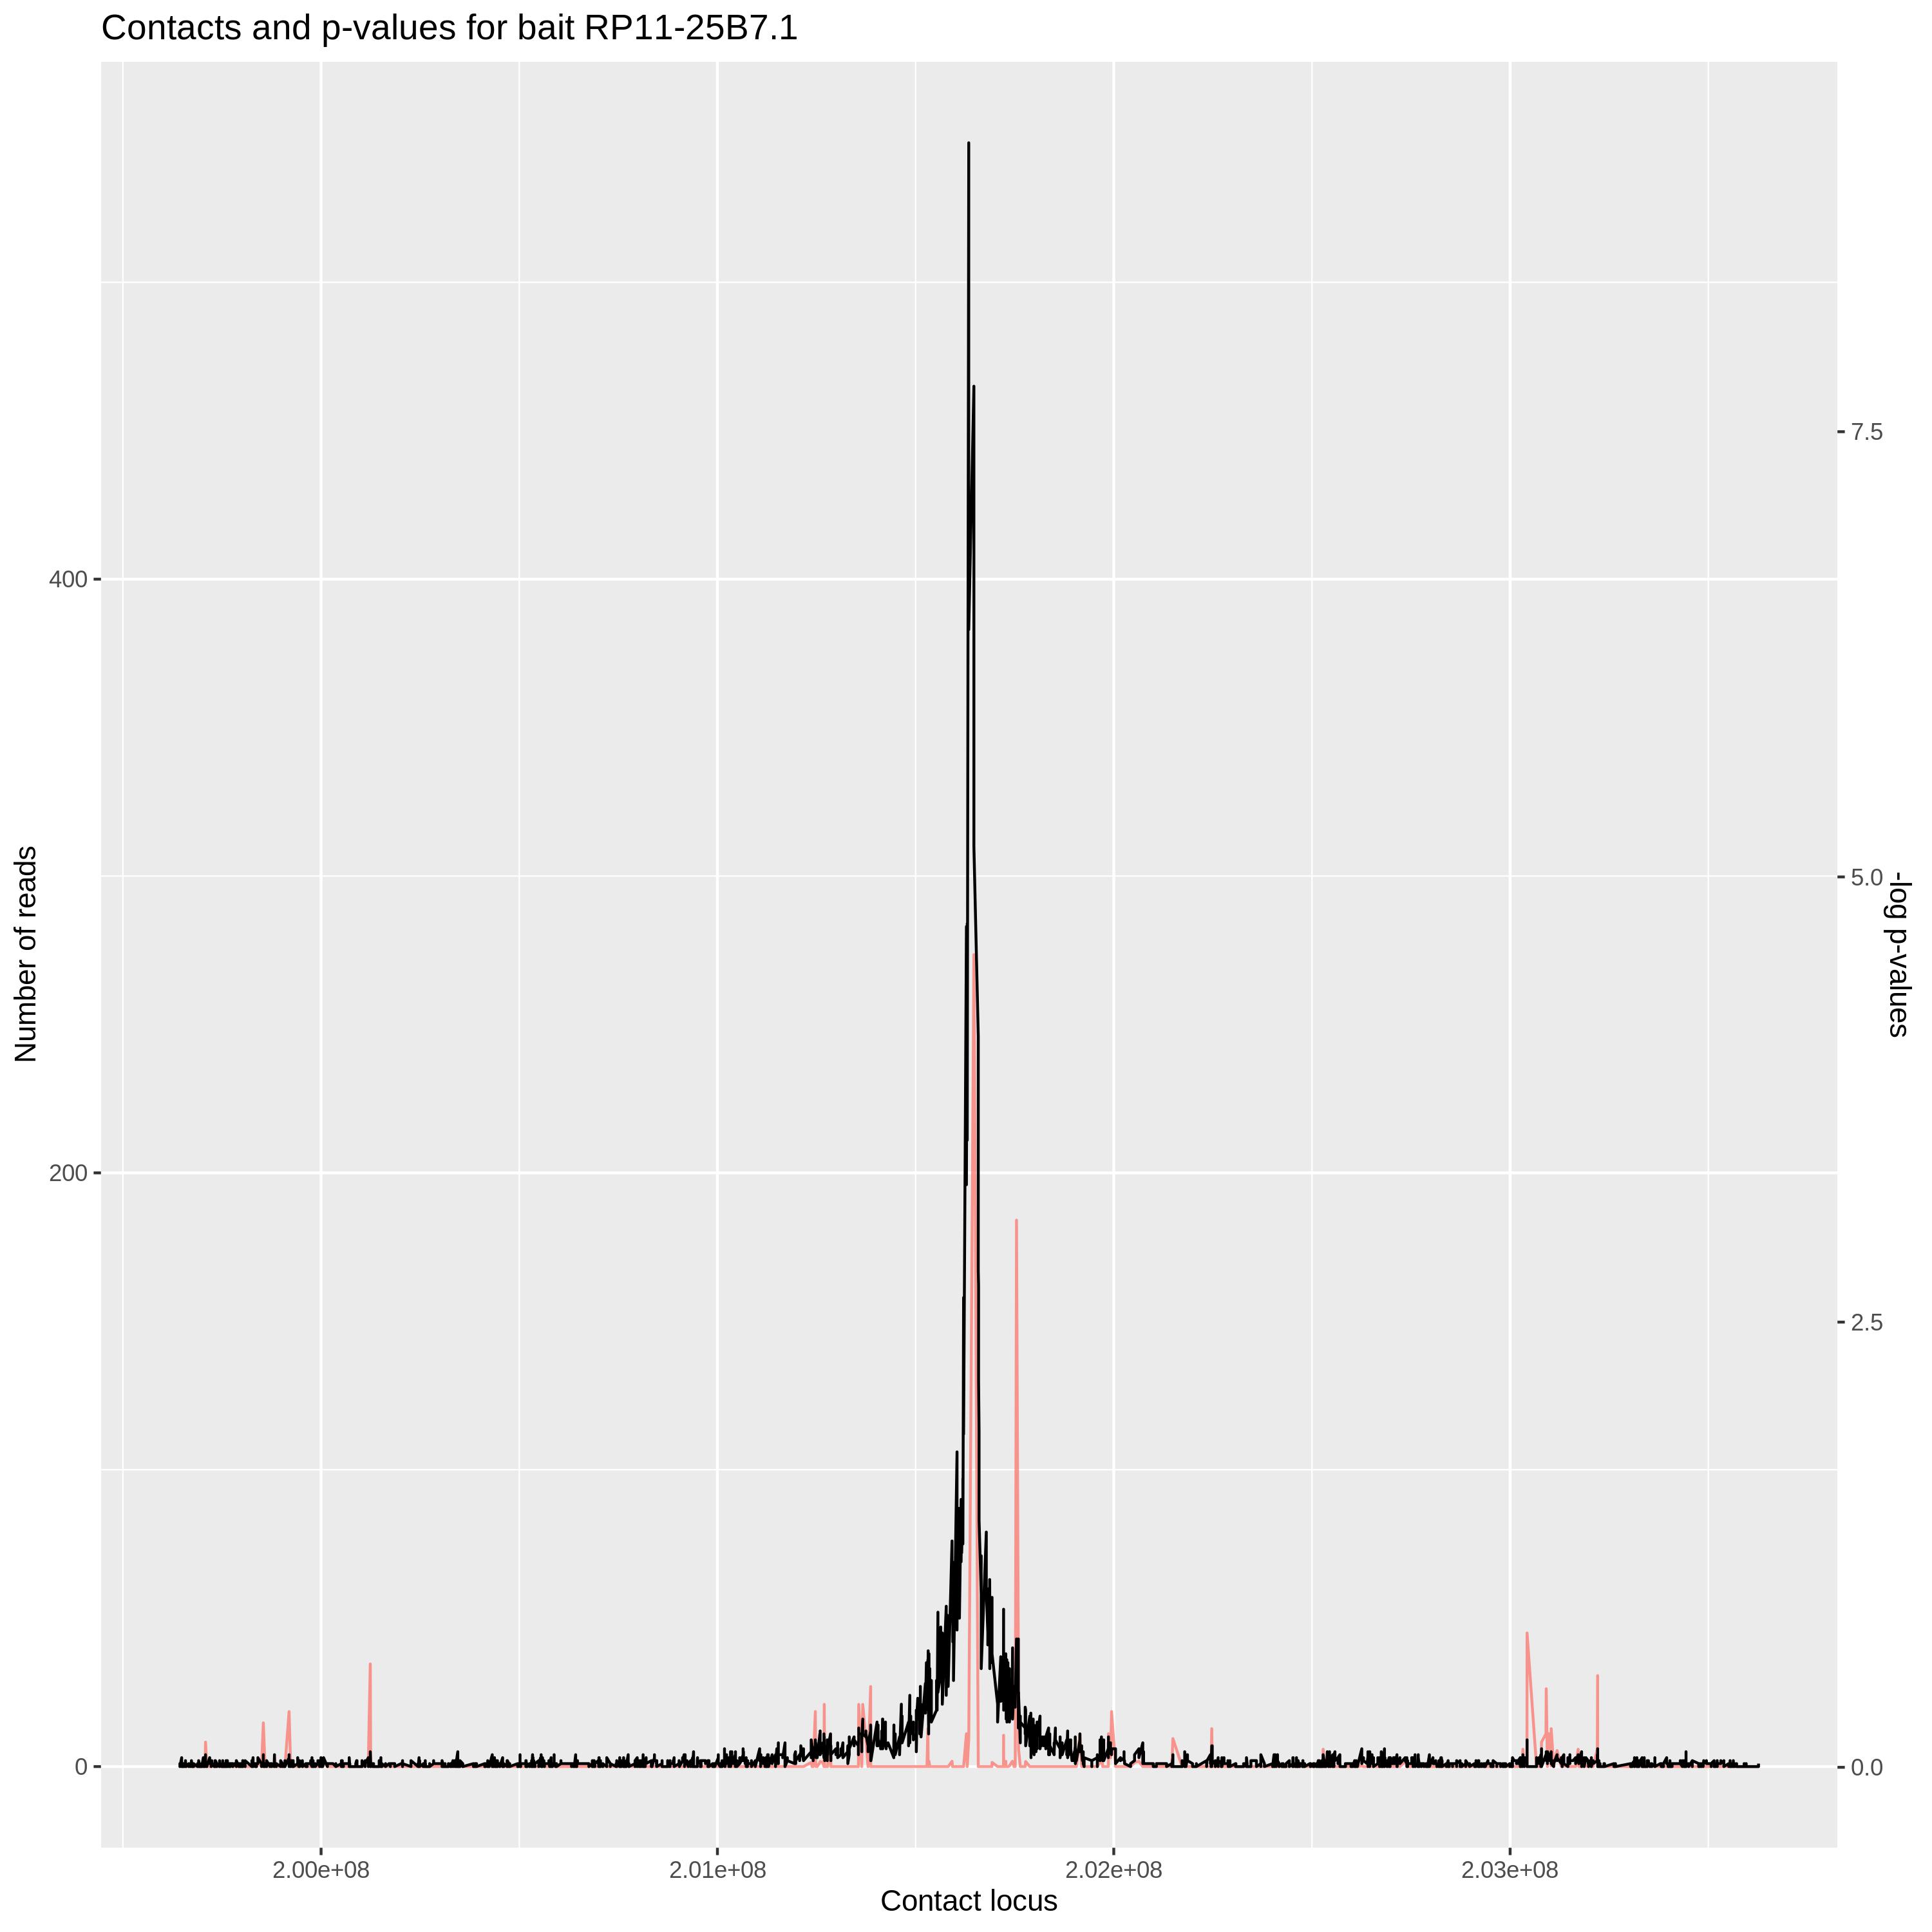 Contacts and p-values for bait RP11-25B7.1
Number of reads
400
200
0
7.5
5.0
2.5
0.0
-log p-values
2.00e+08
2.01e+08
2.02e+08
2.03e+08
Contact locus